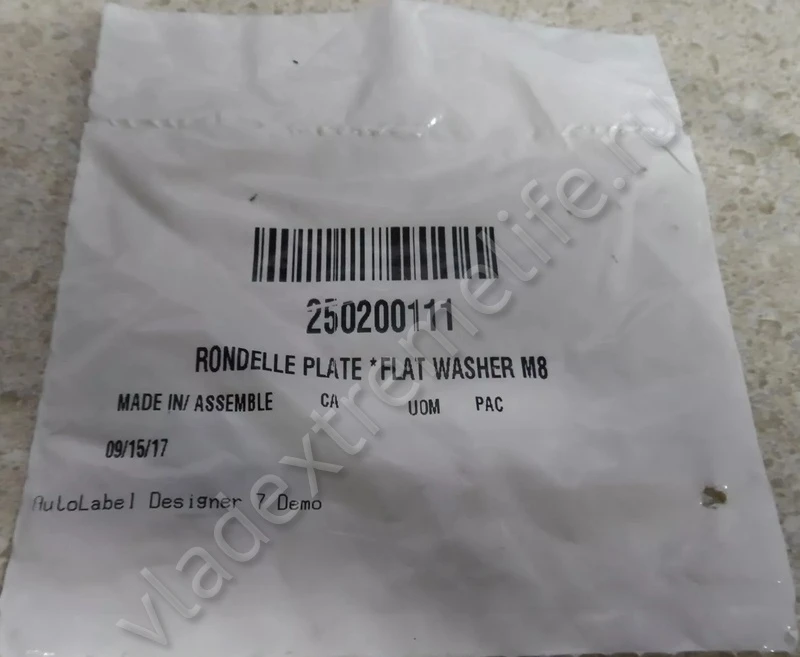 250200111
RONDELLE PLATE *FLAT WASHER M8
MADE IN/ ASSEMBLE CA UOM PAC
09/15/17
AutoLabel Designer 7 Demo
vladextremelife.ru